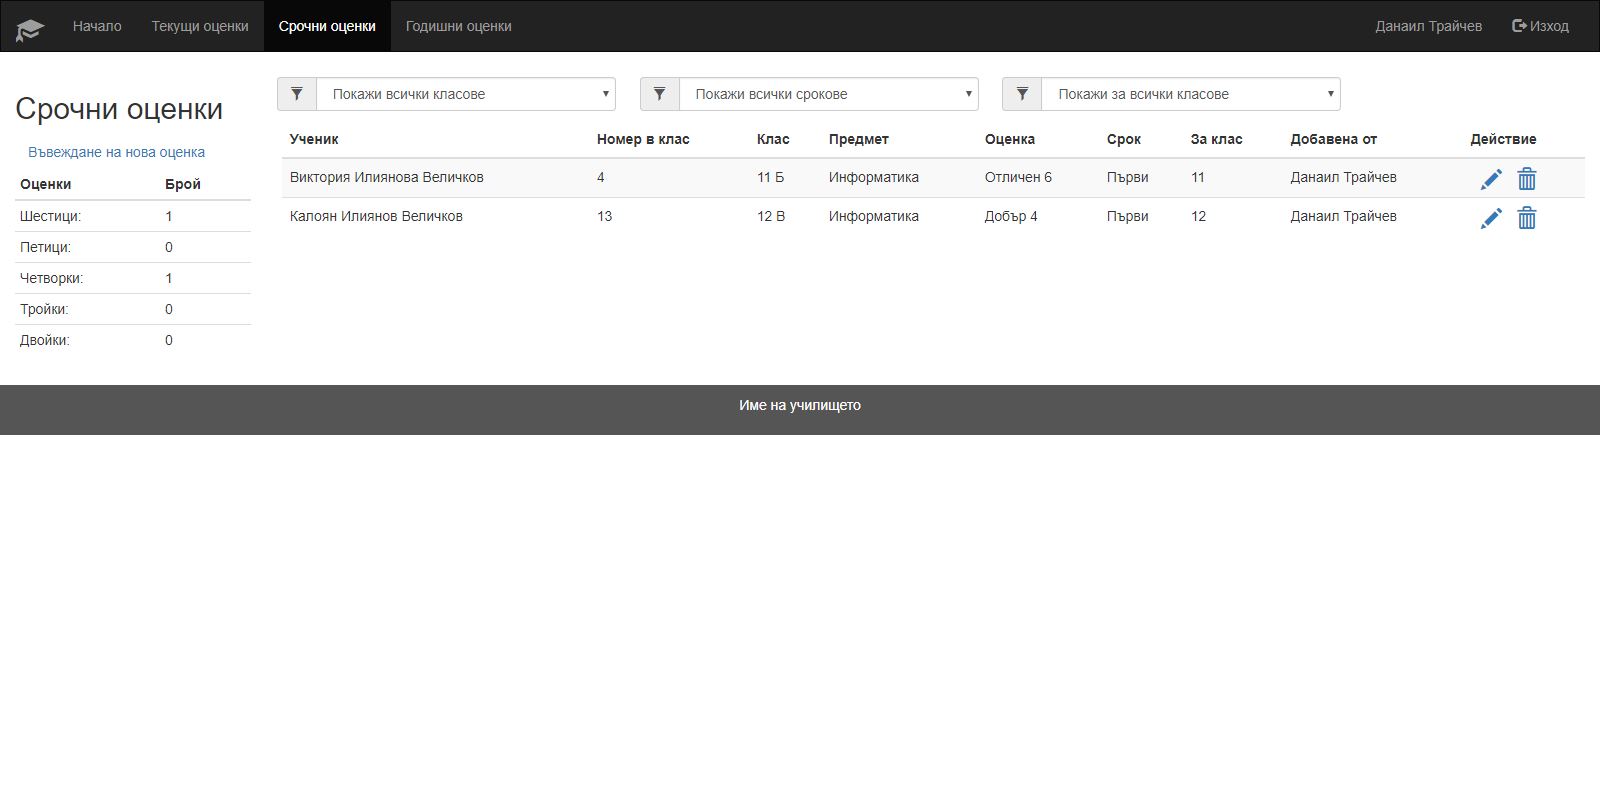 Начало Текущи оценки Срочни оценки Годишни оценки Данаил Трайчев Изход
Срочни оценки
Въвеждане на нова оценка
Оценки Брой
Шестици: 1
Петици: 0
Четворки: 1
Тройки: 0
Двойки: 0
Покажи всички класове Покажи всички срокове Покажи за всички класове
Ученик Номер в клас Клас Предмет Оценка Срок За клас Добавена от Действие
Виктория Илиянова Величков 4 11 Б Информатика Отличен 6 Първи 11 Данаил Трайчев
Калоян Илиянов Величков 13 12 В Информатика Добър 4 Първи 12 Данаил Трайчев
Име на училището